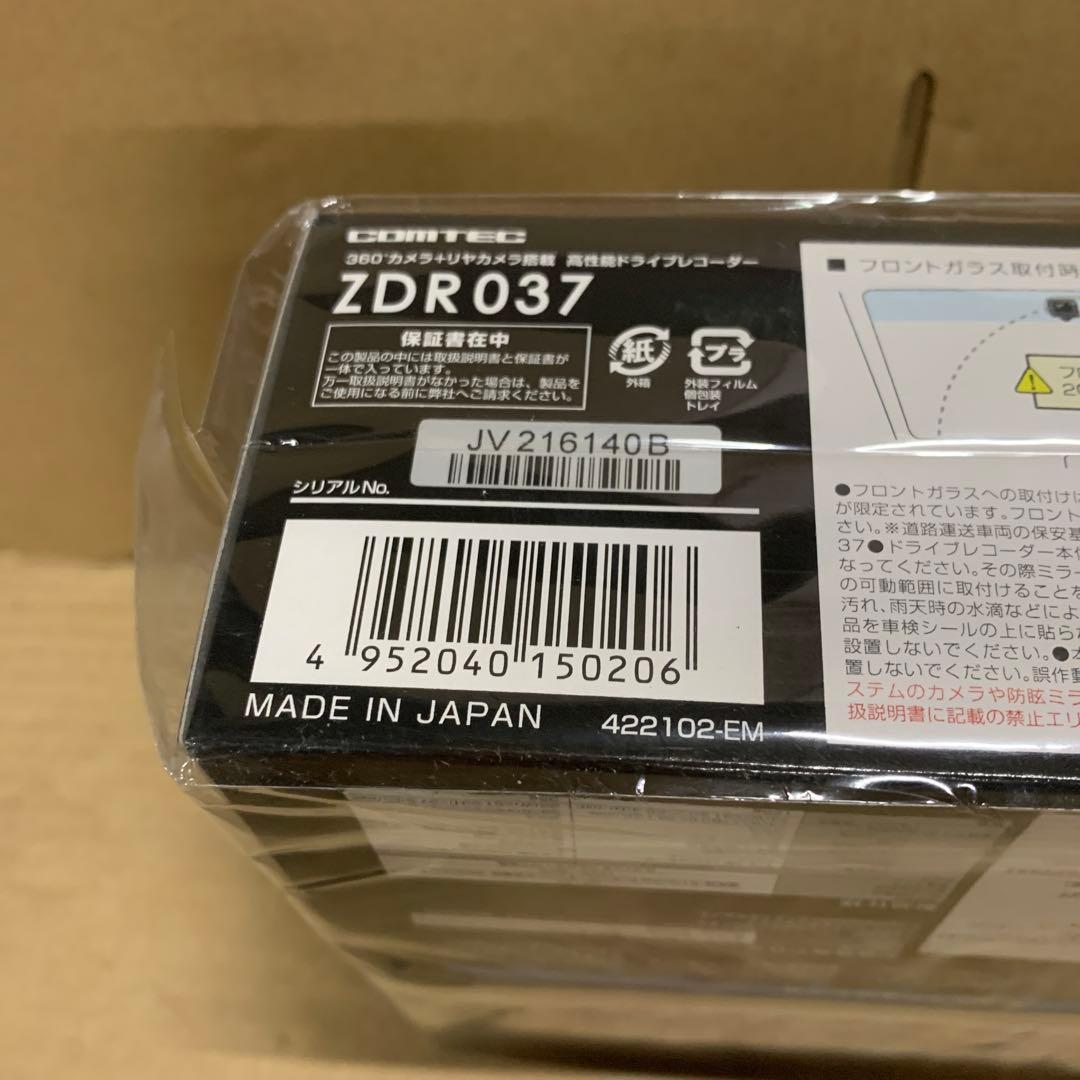 COMTEC
360°カメラ+リヤカメラ搭載 高性能ドライブレコーダー
ZDR037
保証書在中
この製品の中には取扱説明書と保証書が
一体で入っています。
万一取扱説明書がなかった場合は、製品を
ご使用になる前に弊社へご請求ください。
紙
外箱
プラ
外装フィルム
個包装
トレイ
JV216140B
シリアルNo.
4 952040 150206
MADE IN JAPAN
422102-EM
■ フロントガラス取付時
フ
2
●フロントガラスへの取付け
が限定されています。フロント
さい。※道路運送車両の保安基
37●ドライブレコーダー本
なってください。その際ミラー
の可動範囲に取付けることを
汚れ、雨天時の水滴などによ
品を車検シールの上に貼ら
設置しないでください。●
置しないでください。誤作動
ステムのカメラや防眩ミラ
扱説明書に記載の禁止エリ